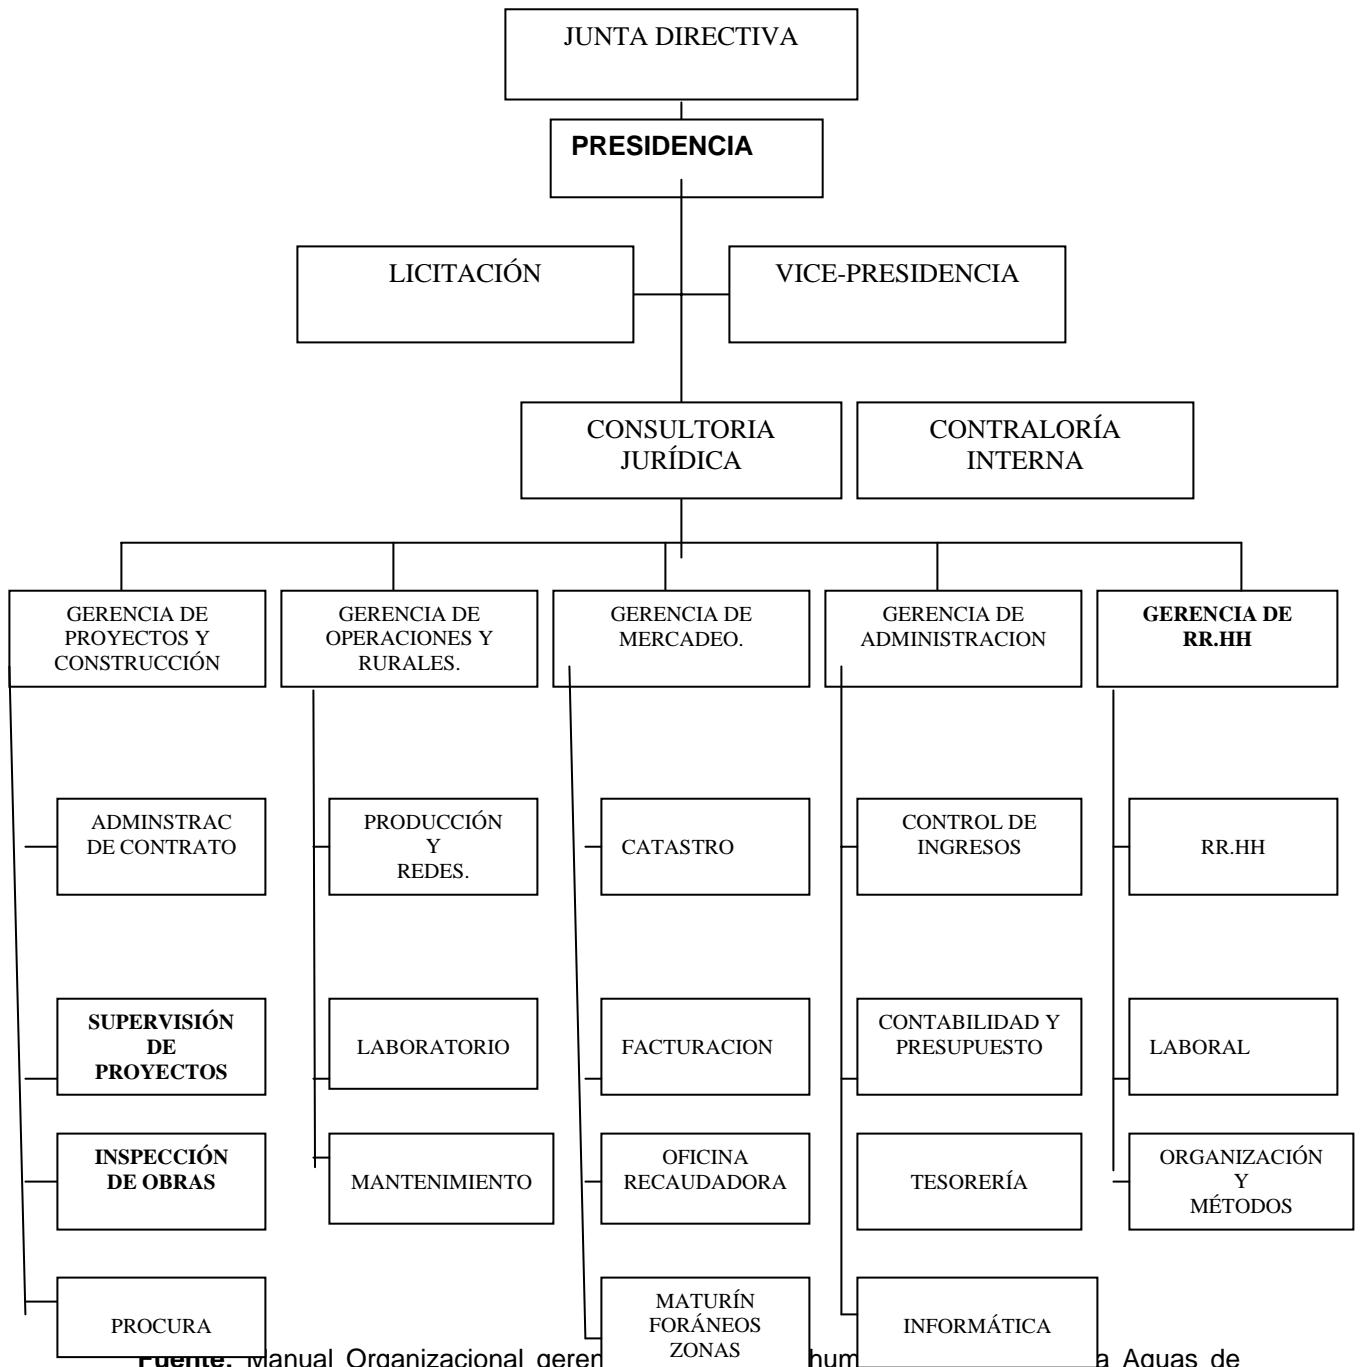 JUNTA DIRECTIVA
PRESIDENCIA
LICITACIÓN
VICE-PRESIDENCIA
CONSULTORIA
JURÍDICA
CONTRALORÍA
INTERNA
GERENCIA DE
PROYECTOS Y
CONSTRUCCIÓN
GERENCIA DE
OPERACIONES Y
RURALES.
GERENCIA DE
MERCADEO.
GERENCIA DE
ADMINISTRACION
GERENCIA DE
RR.HH
ADMINSTRAC
DE CONTRATO
PRODUCCIÓN
Y
REDES.
CATASTRO
CONTROL DE
INGRESOS
RR.HH
SUPERVISIÓN
DE
PROYECTOS
LABORATORIO
FACTURACION
CONTABILIDAD Y
PRESUPUESTO
LABORAL
INSPECCIÓN
DE OBRAS
MANTENIMIENTO
OFICINA
RECAUDADORA
TESORERÍA
ORGANIZACIÓN
Y
MÉTODOS
PROCURA
MATURÍN
FORÁNEOS
ZONAS
INFORMÁTICA
Fuente. Manual Organizacional geren hum a Aguas de